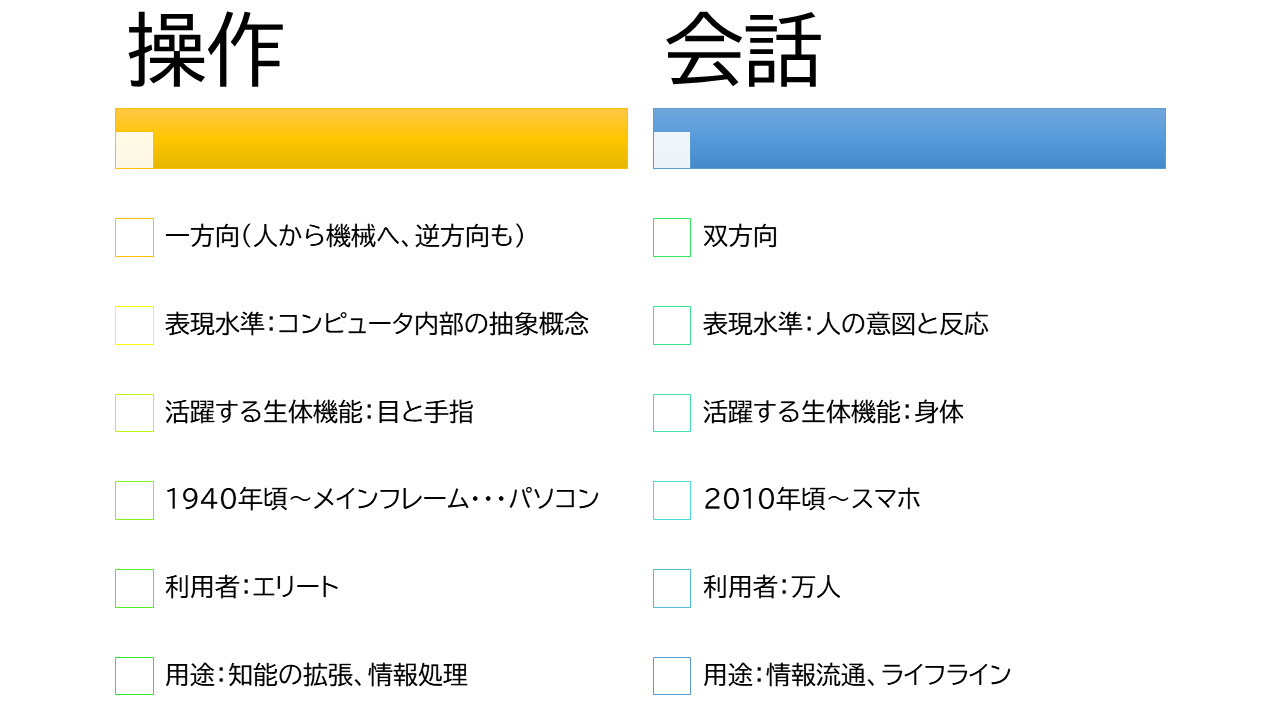 操作
一方向（人から機械へ、逆方向も）
表現水準：コンピュータ内部の抽象概念
活躍する生体機能：目と手指
1940年頃～メインフレーム・・・パソコン
利用者：エリート
用途：知能の拡張、情報処理
会話
双方向
表現水準：人の意図と反応
活躍する生体機能：身体
2010年頃～スマホ
利用者：万人
用途：情報流通、ライフライン